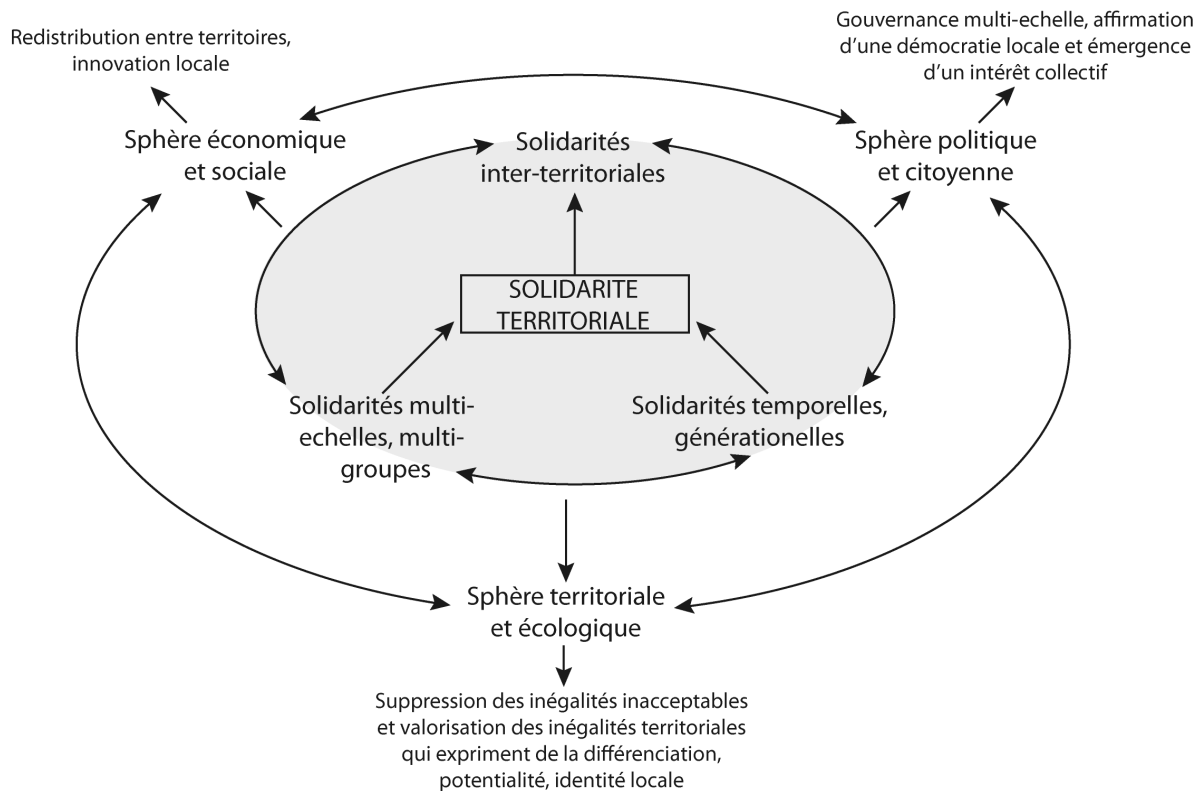 Redistribution entre territoires,
innovation locale
Gouvernance multi-echelle, affirmation
d'une démocratie locale et émergence
d'un intérêt collectif
Sphère économique
et sociale
Solidarités
inter-territoriales
Sphère politique
et citoyenne
SOLIDARITE
TERRITORIALE
Solidarités multi-
echelles, multi-
groupes
Solidarités temporelles,
générationelles
Sphère territoriale
et écologique
Suppression des inégalités inacceptables
et valorisation des inégalités territoriales
qui expriment de la différenciation,
potentialité, identité locale